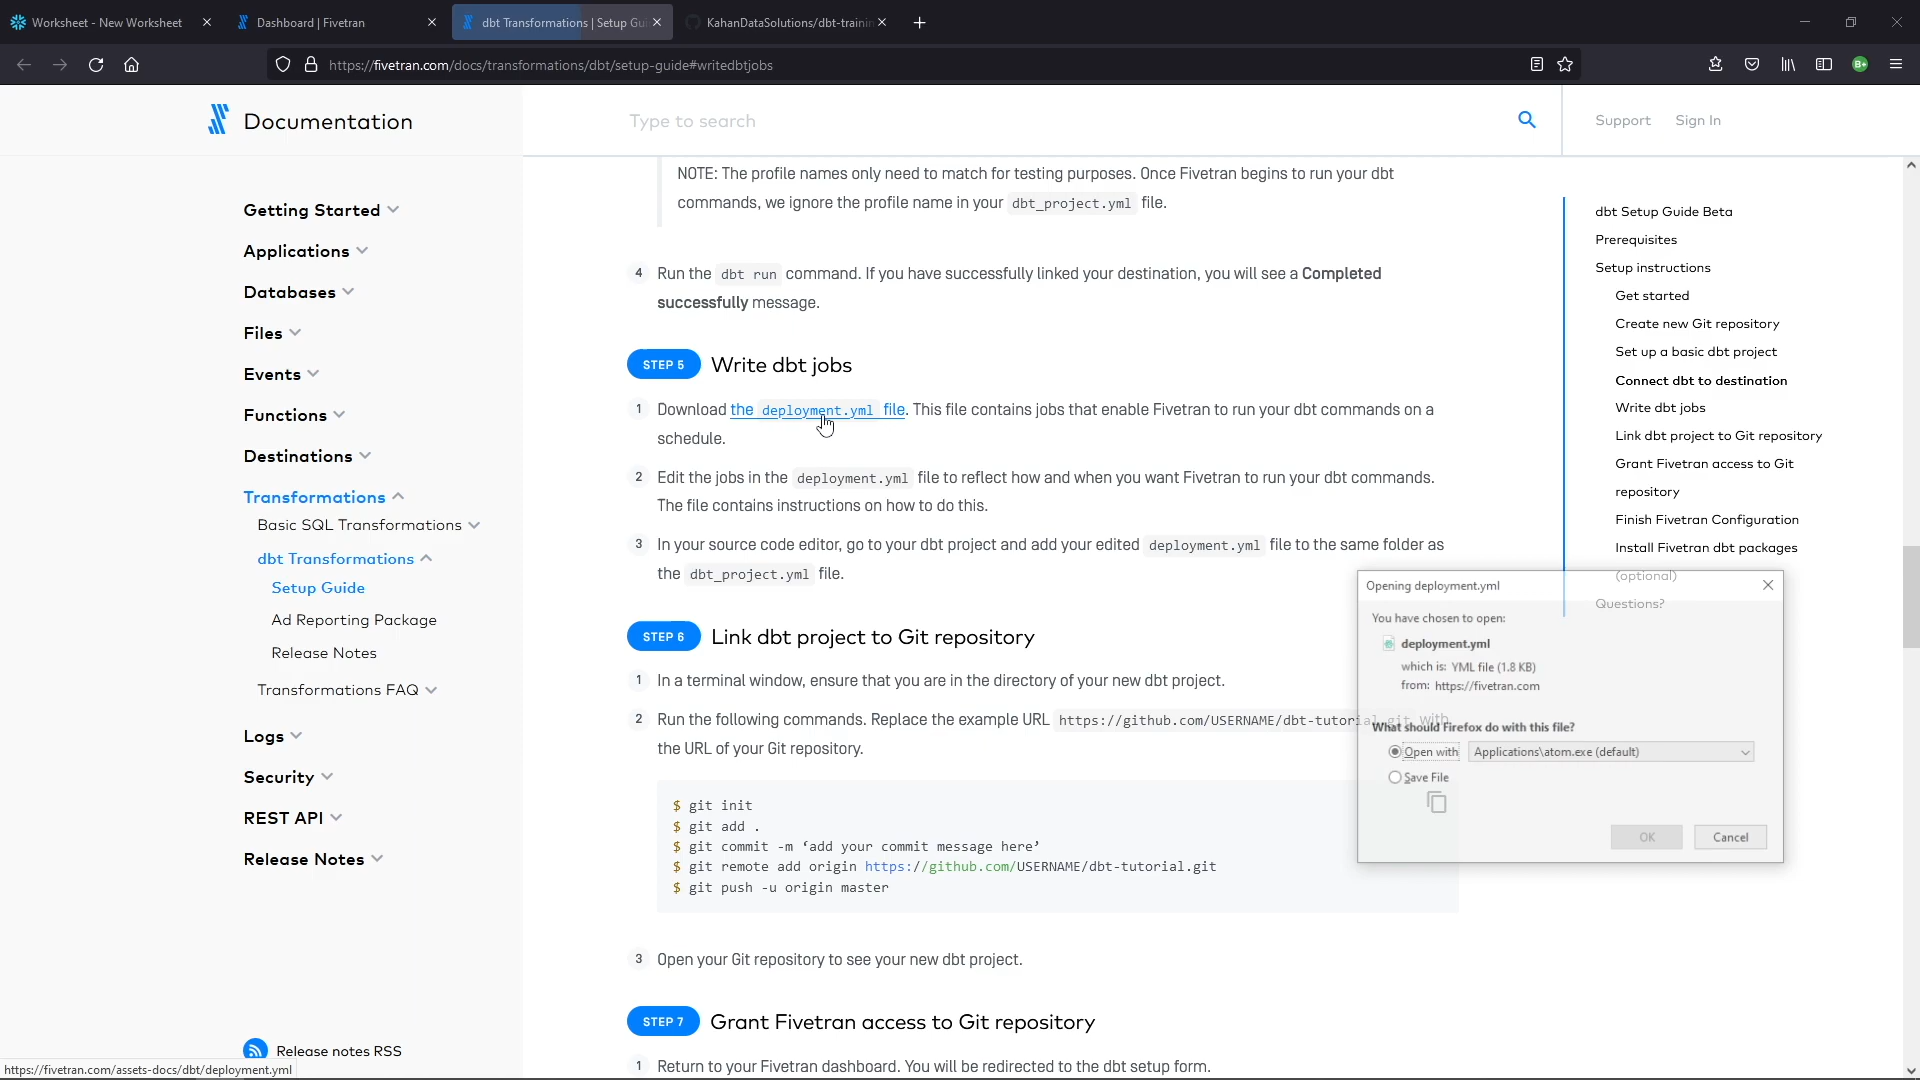 Worksheet - New Worksheet
Dashboard | Fivetran
dbt Transformations | Setup Gui
KahanDataSolutions/dbt-trainin
https://fivetran.com/docs/transformations/dbt/setup-guide#writedbtjobs
B+
Documentation
Type to search
Support
Sign In
Getting Started
Applications
Databases
Files
Events
Functions
Destinations
Transformations
Basic SQL Transformations
dbt Transformations
Setup Guide
Ad Reporting Package
Release Notes
Transformations FAQ
Logs
Security
REST API
Release Notes
Release notes RSS
https://fivetran.com/assets-docs/dbt/deployment.yml
NOTE: The profile names only need to match for testing purposes. Once Fivetran begins to run your dbt
commands, we ignore the profile name in your dbt_project.yml file.
4 Run the dbt run command. If you have successfully linked your destination, you will see a Completed
successfully message.
STEP 5 Write dbt jobs
1 Download the deployment.yml file. This file contains jobs that enable Fivetran to run your dbt commands on a
schedule.
2 Edit the jobs in the deployment.yml file to reflect how and when you want Fivetran to run your dbt commands.
The file contains instructions on how to do this.
3 In your source code editor, go to your dbt project and add your edited deployment.yml file to the same folder as
the dbt_project.yml file.
STEP 6 Link dbt project to Git repository
1 In a terminal window, ensure that you are in the directory of your new dbt project.
2 Run the following commands. Replace the example URL https://github.com/USERNAME/dbt-tutorial.git with
the URL of your Git repository.
$ git init
$ git add .
$ git commit -m ‘add your commit message here’
$ git remote add origin https://github.com/USERNAME/dbt-tutorial.git
$ git push -u origin master
3 Open your Git repository to see your new dbt project.
STEP 7 Grant Fivetran access to Git repository
1 Return to your Fivetran dashboard. You will be redirected to the dbt setup form.
dbt Setup Guide Beta
Prerequisites
Setup instructions
Get started
Create new Git repository
Set up a basic dbt project
Connect dbt to destination
Write dbt jobs
Link dbt project to Git repository
Grant Fivetran access to Git
repository
Finish Fivetran Configuration
Install Fivetran dbt packages
(optional)
Questions?
Opening deployment.yml
You have chosen to open:
deployment.yml
which is: YML file (1.8 KB)
from: https://fivetran.com
What should Firefox do with this file?
Open with Applications\atom.exe (default)
Save File
OK
Cancel